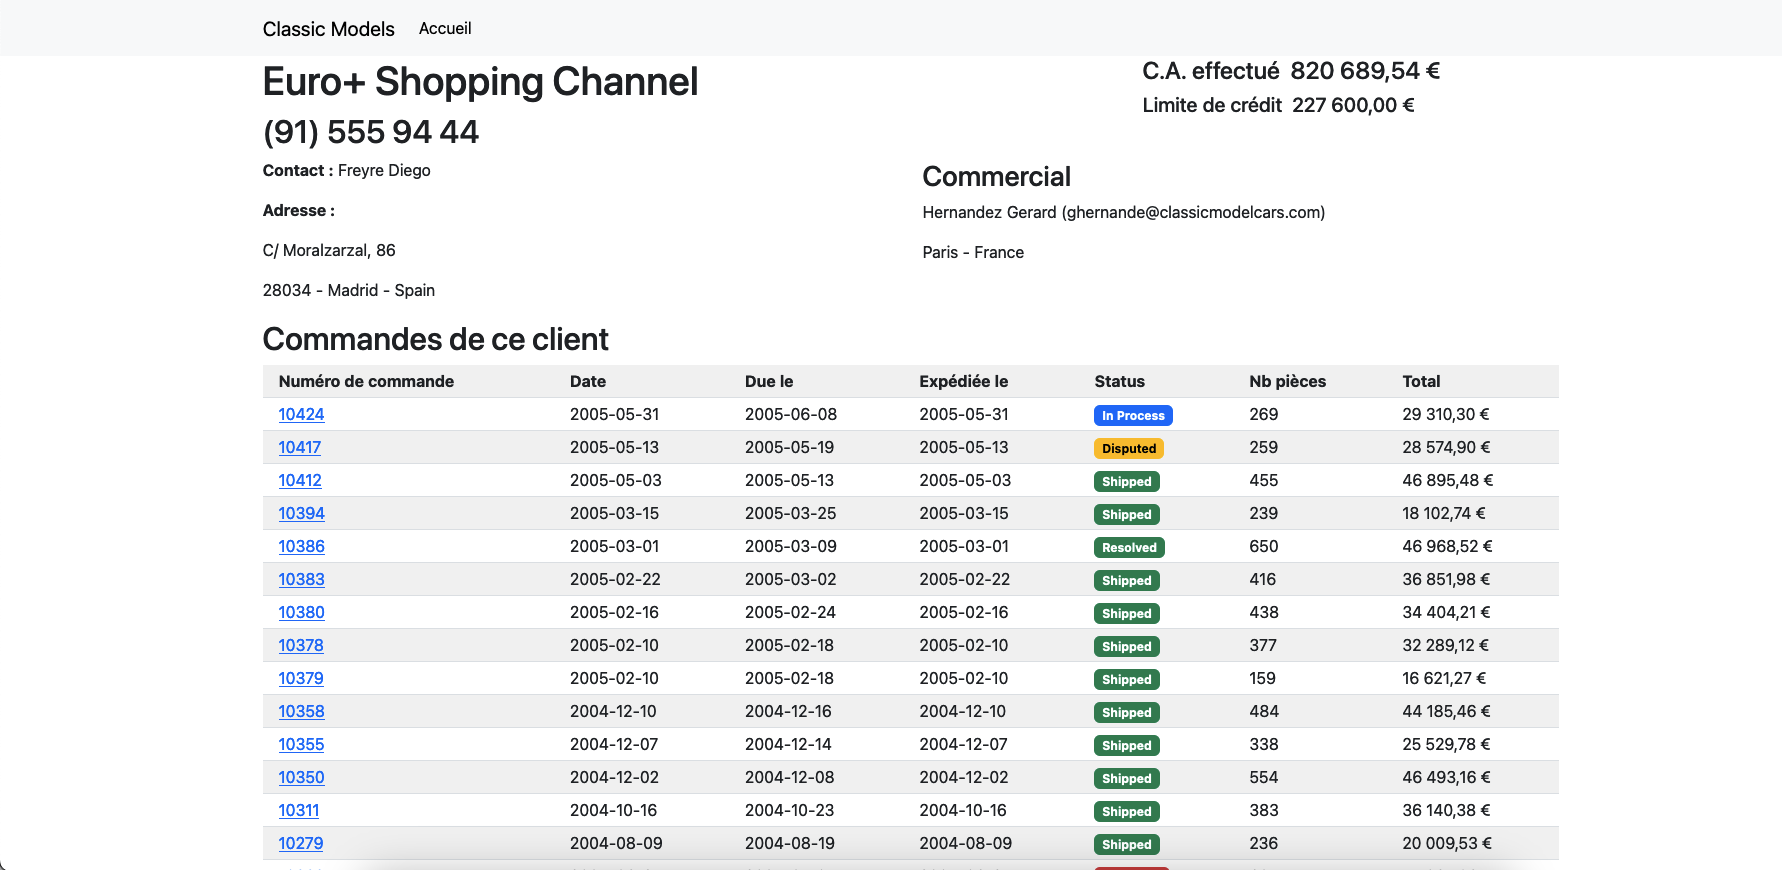 Classic Models Accueil
Euro+ Shopping Channel
(91) 555 94 44
C.A. effectué 820 689,54 €
Limite de crédit 227 600,00 €
Contact : Freyre Diego
Adresse :
C/ Moralzarzal, 86
28034 - Madrid - Spain
Commercial
Hernandez Gerard (ghernande@classicmodelcars.com)
Paris - France
Commandes de ce client
Numéro de commande Date Due le Expédiée le Status Nb pièces Total
10424 2005-05-31 2005-06-08 2005-05-31 In Process 269 29 310,30 €
10417 2005-05-13 2005-05-19 2005-05-13 Disputed 259 28 574,90 €
10412 2005-05-03 2005-05-13 2005-05-03 Shipped 455 46 895,48 €
10394 2005-03-15 2005-03-25 2005-03-15 Shipped 239 18 102,74 €
10386 2005-03-01 2005-03-09 2005-03-01 Resolved 650 46 968,52 €
10383 2005-02-22 2005-03-02 2005-02-22 Shipped 416 36 851,98 €
10380 2005-02-16 2005-02-24 2005-02-16 Shipped 438 34 404,21 €
10378 2005-02-10 2005-02-18 2005-02-10 Shipped 377 32 289,12 €
10379 2005-02-10 2005-02-18 2005-02-10 Shipped 159 16 621,27 €
10358 2004-12-10 2004-12-16 2004-12-10 Shipped 484 44 185,46 €
10355 2004-12-07 2004-12-14 2004-12-07 Shipped 338 25 529,78 €
10350 2004-12-02 2004-12-08 2004-12-02 Shipped 554 46 493,16 €
10311 2004-10-16 2004-10-23 2004-10-16 Shipped 383 36 140,38 €
10279 2004-08-09 2004-08-19 2004-08-09 Shipped 236 20 009,53 €